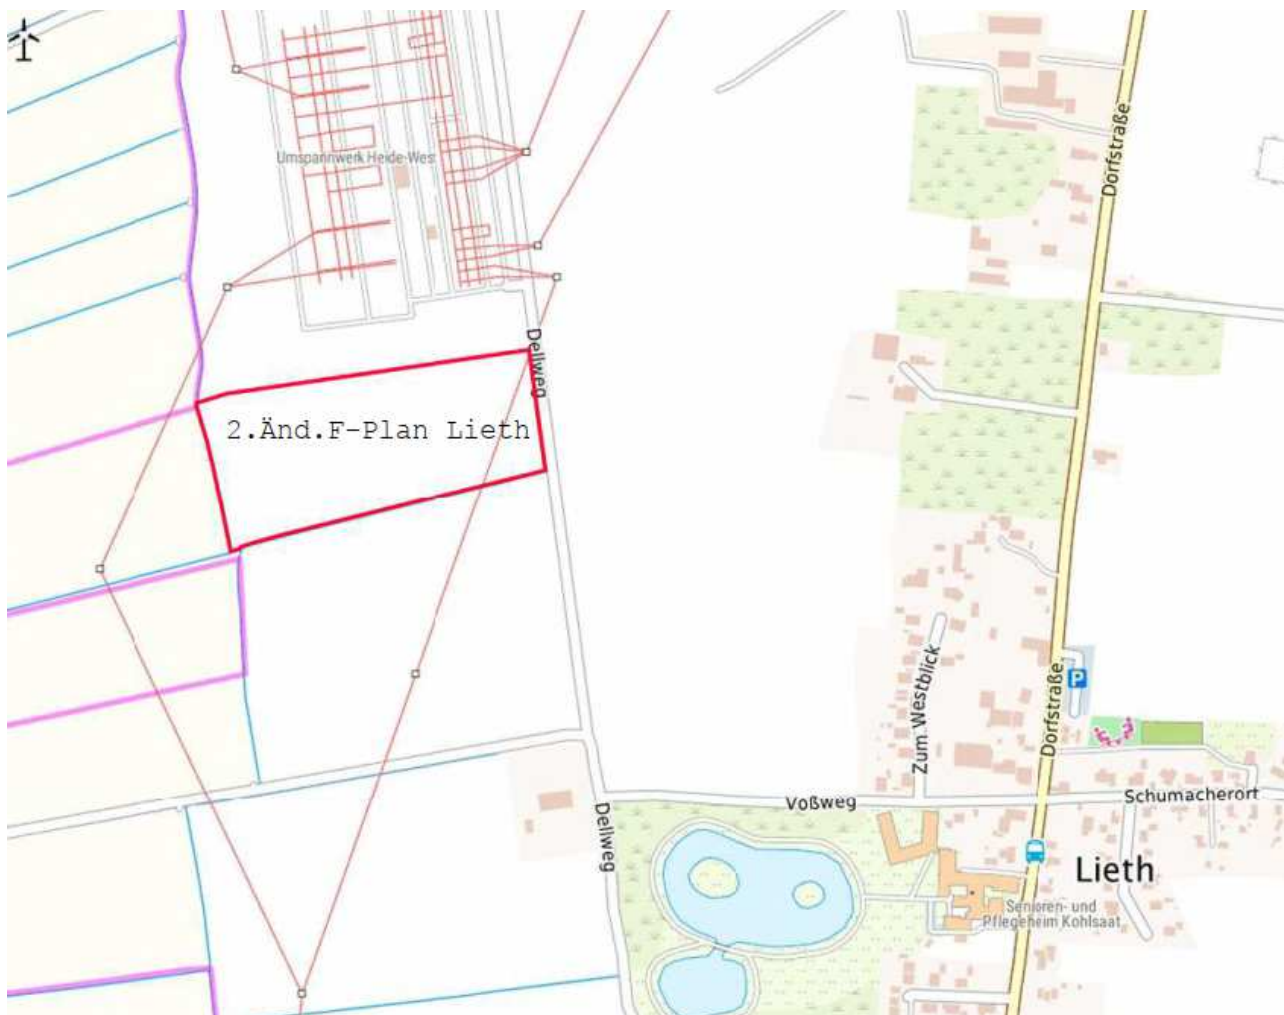 Dorfstraße
Umspannwerk Heide-West
Dellweg
2.Änd.F-Plan Lieth
Zum Westblick
Dorfstraße
P
Schumacherort
Voßweg
Dellweg
Lieth
Senioren- und
Pflegeheim Kohlsaat